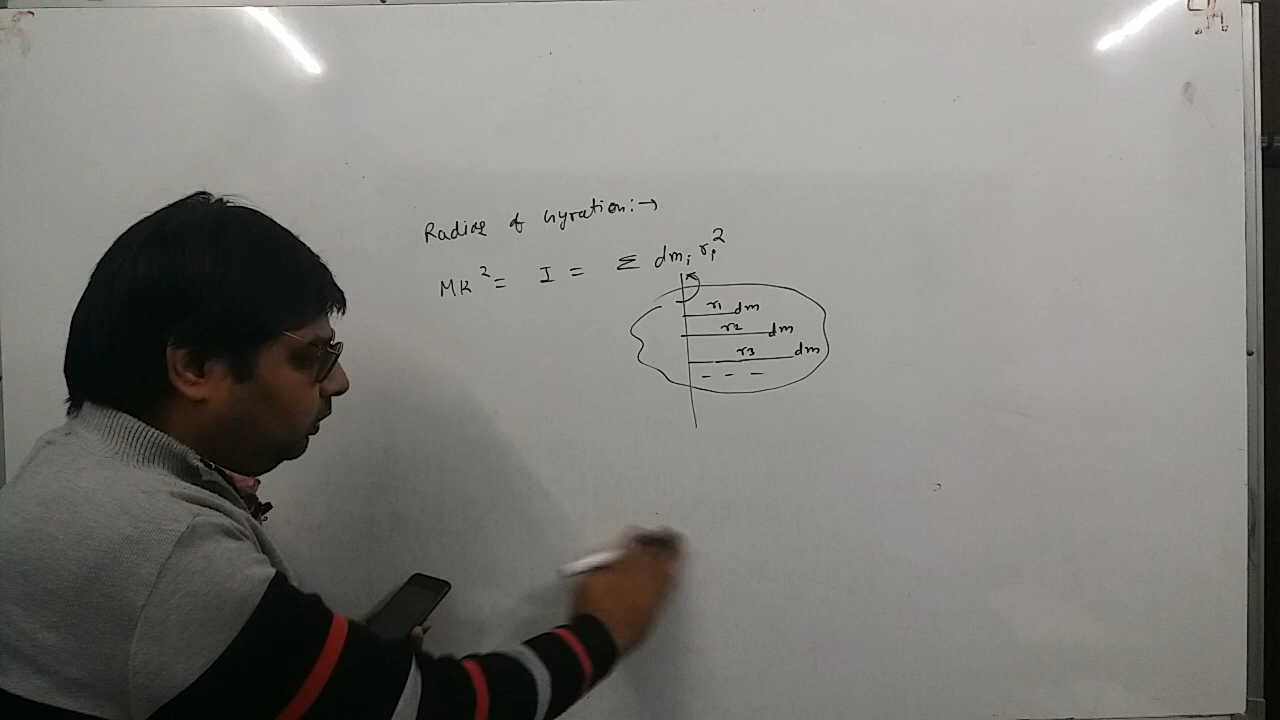 Radius of Gyration:→
MK² = I = Σ dmᵢ rᵢ²
r1 dm
r2 dm
r3 dm
- - -